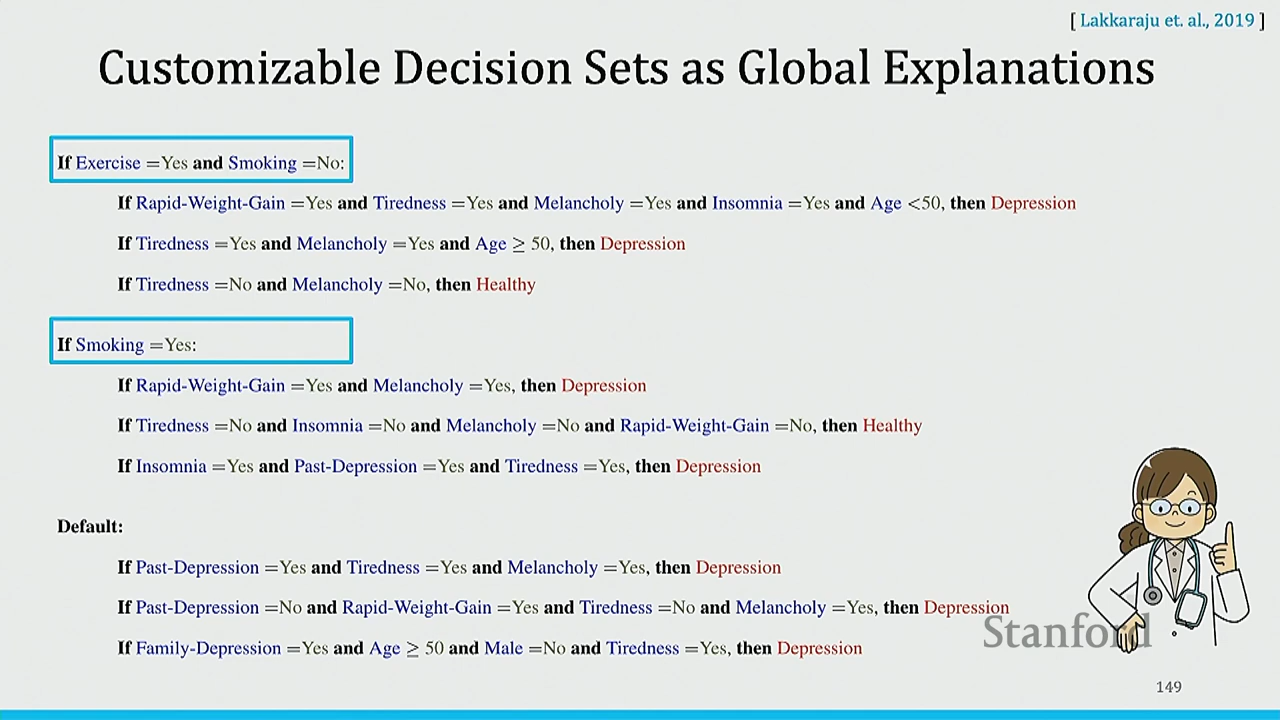 [ Lakkaraju et. al., 2019 ]
Customizable Decision Sets as Global Explanations
If Exercise =Yes and Smoking =No:
If Rapid-Weight-Gain =Yes and Tiredness =Yes and Melancholy =Yes and Insomnia =Yes and Age <50, then Depression
If Tiredness =Yes and Melancholy =Yes and Age ≥ 50, then Depression
If Tiredness =No and Melancholy =No, then Healthy
If Smoking =Yes:
If Rapid-Weight-Gain =Yes and Melancholy =Yes, then Depression
If Tiredness =No and Insomnia =No and Melancholy =No and Rapid-Weight-Gain =No, then Healthy
If Insomnia =Yes and Past-Depression =Yes and Tiredness =Yes, then Depression
Default:
If Past-Depression =Yes and Tiredness =Yes and Melancholy =Yes, then Depression
If Past-Depression =No and Rapid-Weight-Gain =Yes and Tiredness =No and Melancholy =Yes, then Depression
Stanford
If Family-Depression =Yes and Age ≥ 50 and Male =No and Tiredness =Yes, then Depression
149